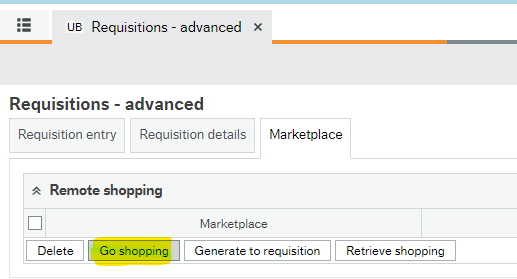 UB Requisitions - advanced ×
Requisitions - advanced
Requisition entry Requisition details Marketplace
Remote shopping
Marketplace
Delete Go shopping Generate to requisition Retrieve shopping